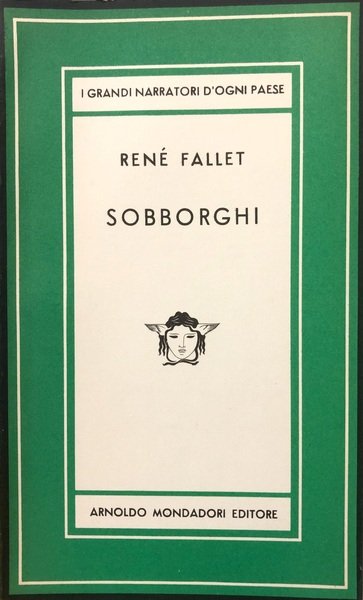 I GRANDI NARRATORI D'OGNI PAESE
RENÉ FALLET
SOBBORGHI
ARNOLDO MONDADORI EDITORE